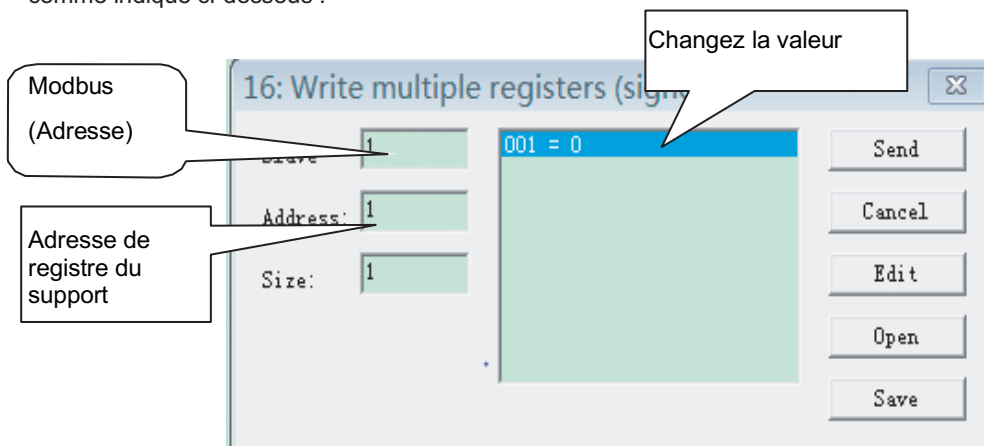 comme indiqué ci-dessous :
Changez la valeur
Modbus
(Adresse)
16: Write multiple registers
1
001 = 0
Send
Address:
1
Cancel
Adresse de
registre du
support
Size:
1
Edit
Open
Save